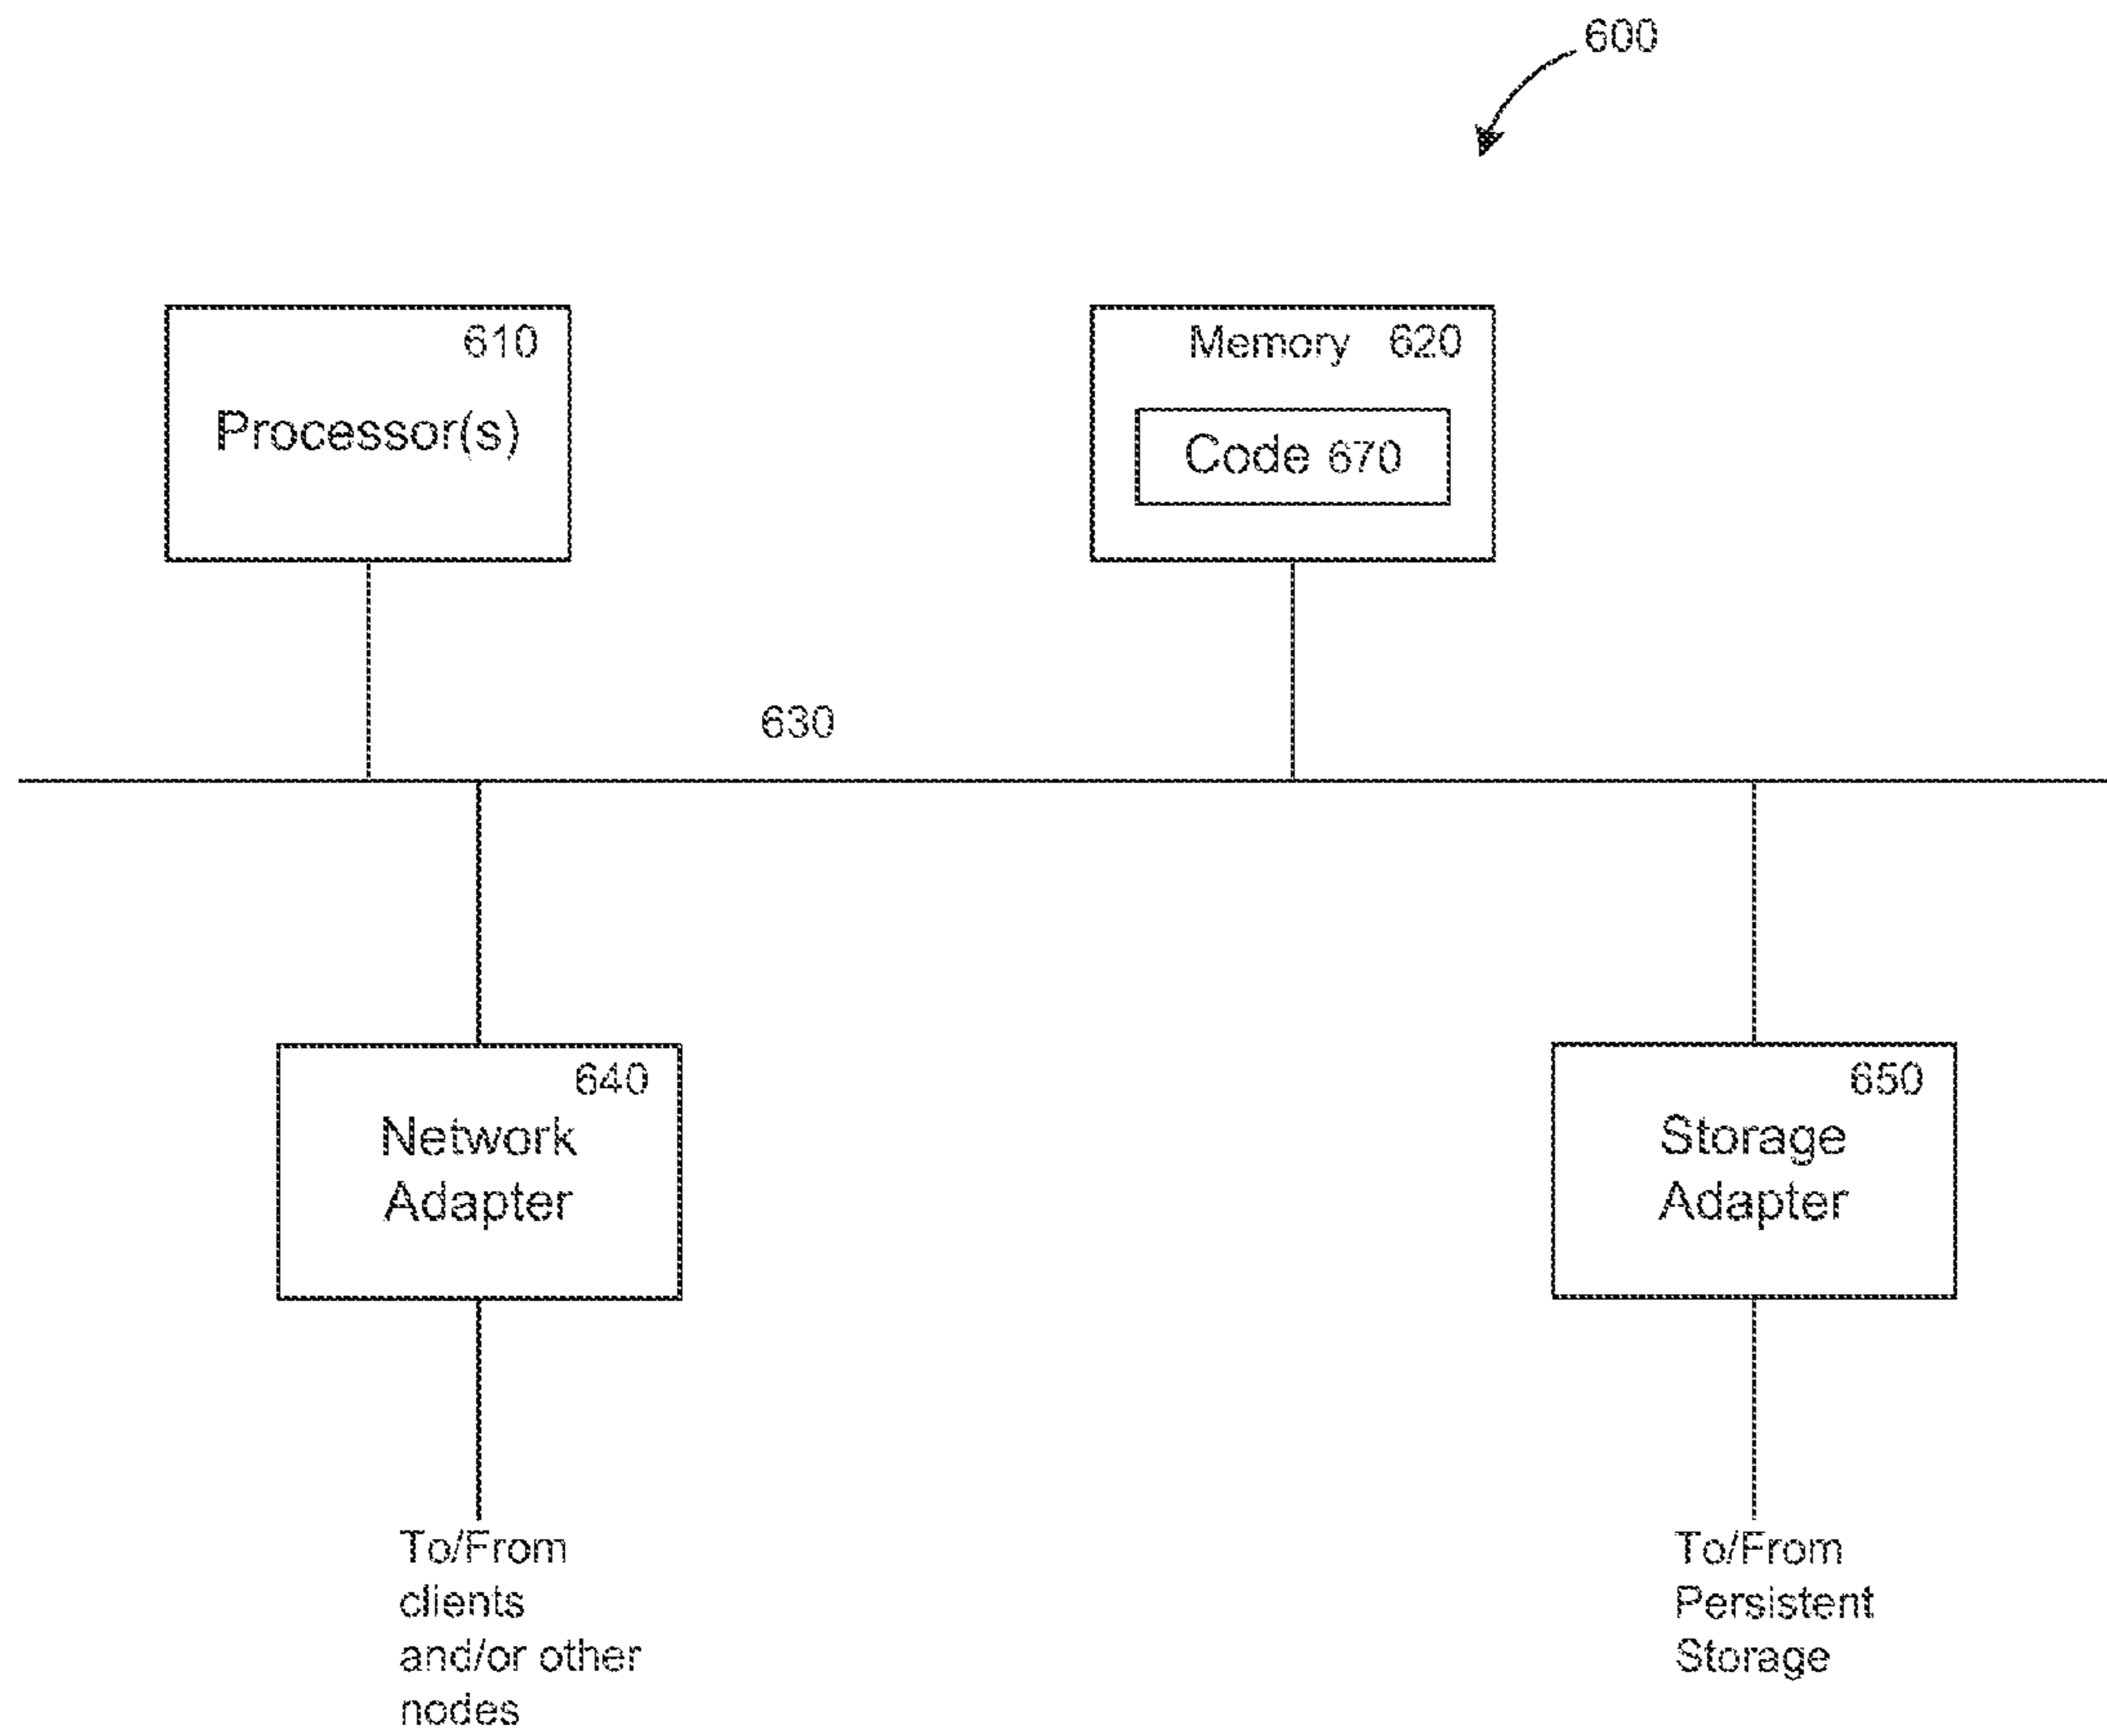 600
610
Processor(s)
Memory 620
Code 670
630
640
Network
Adapter
650
Storage
Adapter
To/From
clients
and/or other
nodes
To/From
Persistent
Storage